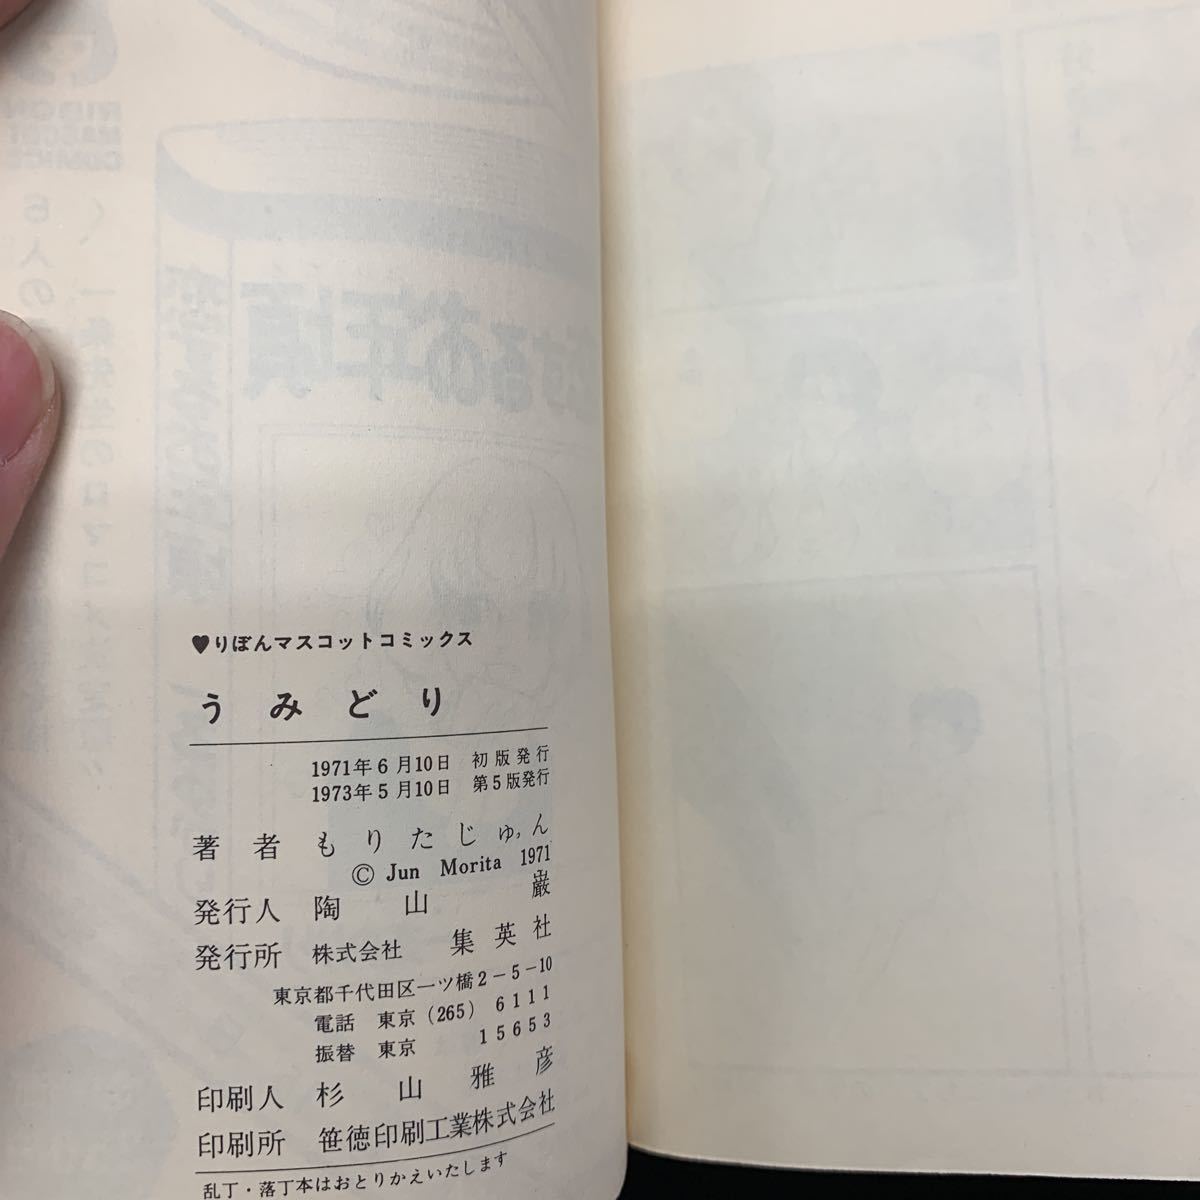 ♥りぼんマスコットコミックス
うみどり
1971年6月10日 初版発行
1973年5月10日 第5版発行
著者 もりたじゅん
© Jun Morita 1971
発行人 陶山巌
発行所 株式会社 集英社
東京都千代田区一ツ橋2-5-10
電話 東京 (265) 6111
振替 東京 15653
印刷人 杉山雅彦
印刷所 笹徳印刷工業株式会社
乱丁・落丁本はおとりかえいたします
RIBON
MASCOT
COMICS